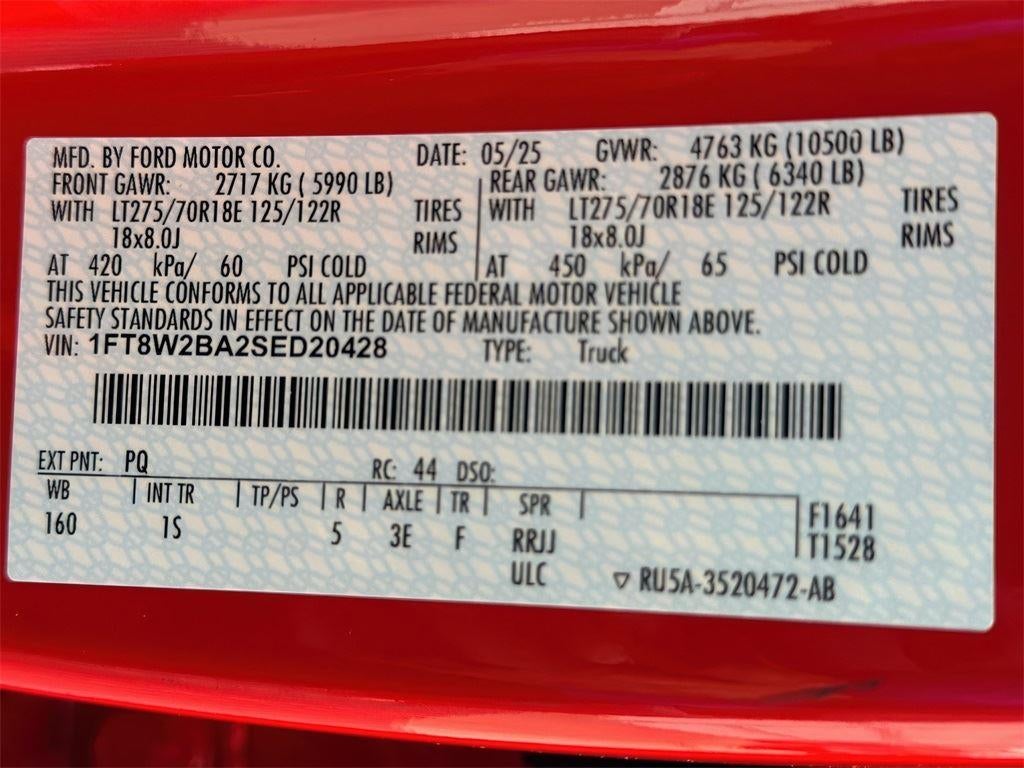 MFD. BY FORD MOTOR CO. DATE: 05/25 GVWR: 4763 KG (10500 LB)
FRONT GAWR: 2717 KG ( 5990 LB) REAR GAWR: 2876 KG ( 6340 LB)
WITH LT275/70R18E 125/122R TIRES WITH LT275/70R18E 125/122R TIRES
18x8.0J RIMS 18x8.0J RIMS
AT 420 kPa/ 60 PSI COLD AT 450 kPa/ 65 PSI COLD
THIS VEHICLE CONFORMS TO ALL APPLICABLE FEDERAL MOTOR VEHICLE
SAFETY STANDARDS IN EFFECT ON THE DATE OF MANUFACTURE SHOWN ABOVE.
VIN: 1FT8W2BA2SED20428 TYPE: Truck
EXT PNT: PQ RC: 44 DSO:
WB INT TR TP/PS R AXLE TR SPR F1641
160 1S 5 3E F RRJJ T1528
ULC ▽ RU5A-3520472-AB